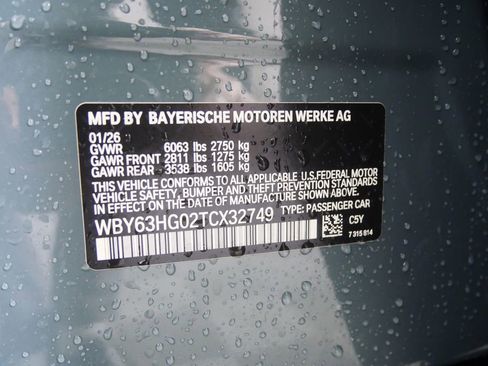 MFD BY BAYERISCHE MOTOREN WERKE AG
01/26
GVWR 6063 lbs 2750 kg
GAWR FRONT 2811 lbs 1275 kg
GAWR REAR 3538 lbs 1605 kg
THIS VEHICLE CONFORMS TO ALL APPLICABLE U.S.FEDERAL MOTOR
VEHICLE SAFETY, BUMPER AND THEFT PREVENTION STANDARDS
IN EFFECT ON THE DATE OF MANUFACTURE SHOWN ABOVE.
WBY63HG02TCX32749 TYPE: PASSENGER CAR
C5Y
7 315 814